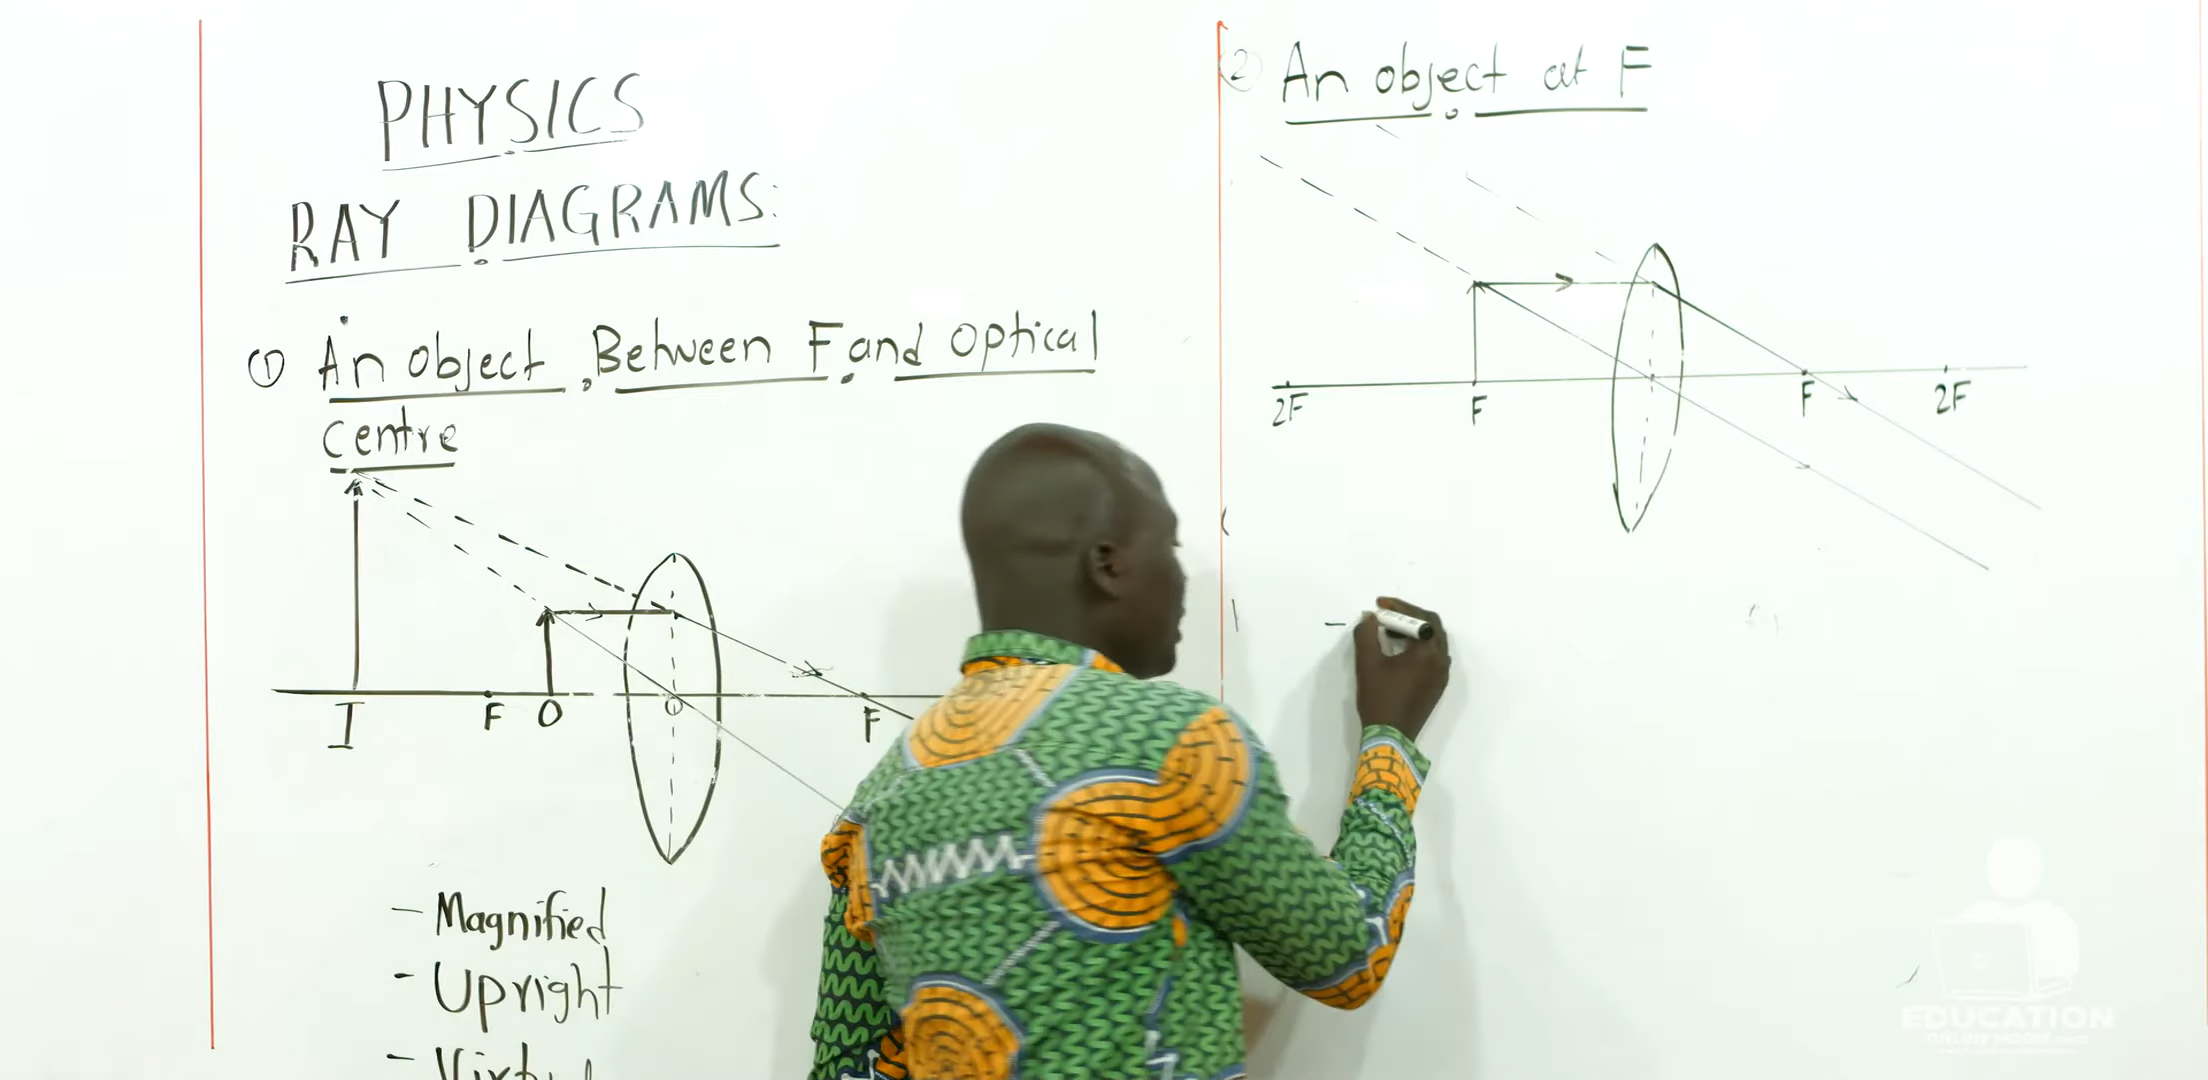 PHYSICS
RAY DIAGRAMS:
① An object Between F and Optical
Centre
I F O O F
- Magnified
- Upright
- Virtual
② An object at F
2F F F 2F
-
EDUCATION